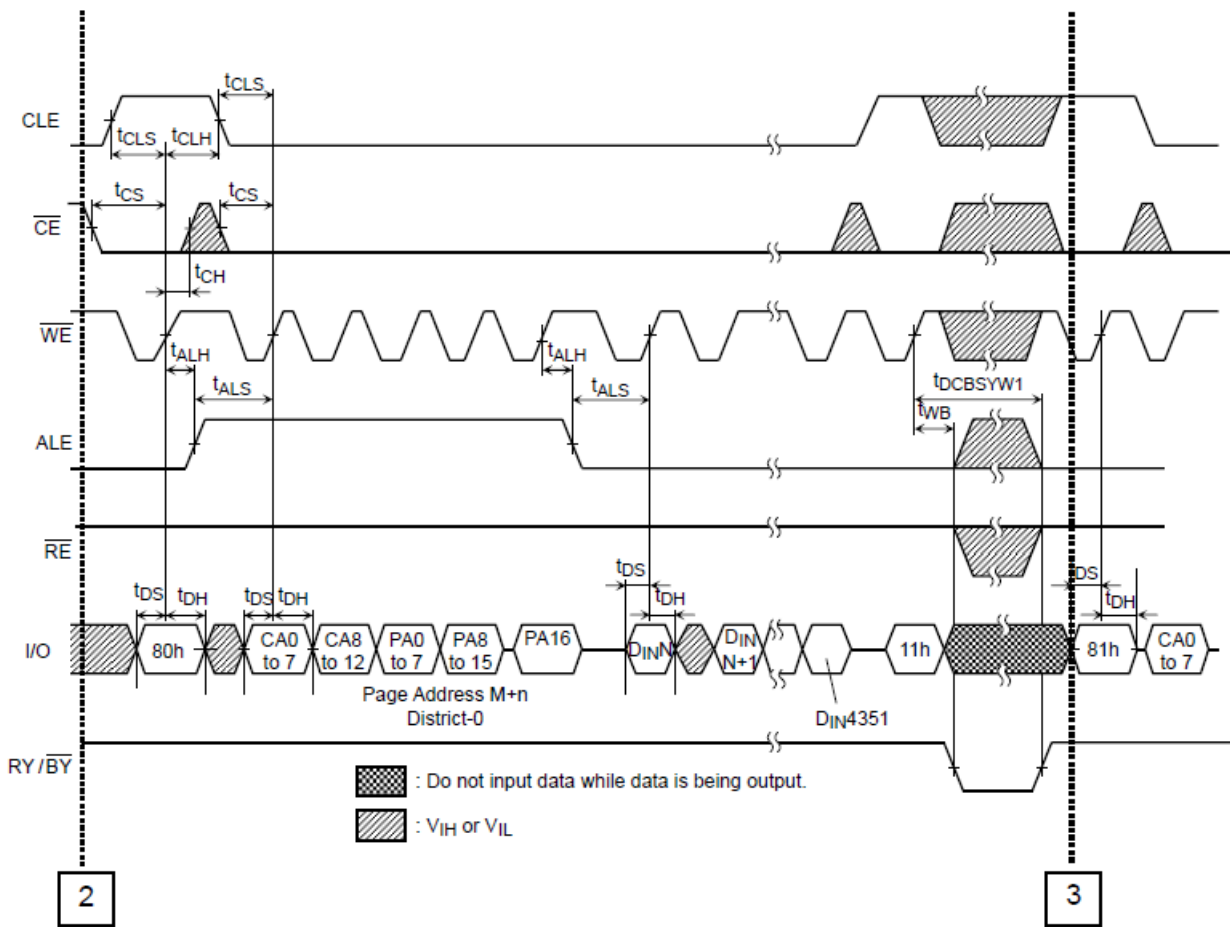 tCLS
CLE
tCLS tCLH
tCS tCS
CE
tCH
WE
tALH tALH
tALS tALS tDCBSYW1
tWB
ALE
RE
tDS tDH tDS tDH tDS tDH DS tDH
I/O 80h CA0 to 7 CA8 to 12 PA0 to 7 PA8 to 15 PA16 DINN DIN N+1 11h 81h CA0 to 7
Page Address M+n
District-0
DIN4351
RY/BY
: Do not input data while data is being output.
: VIH or VIL
2 3